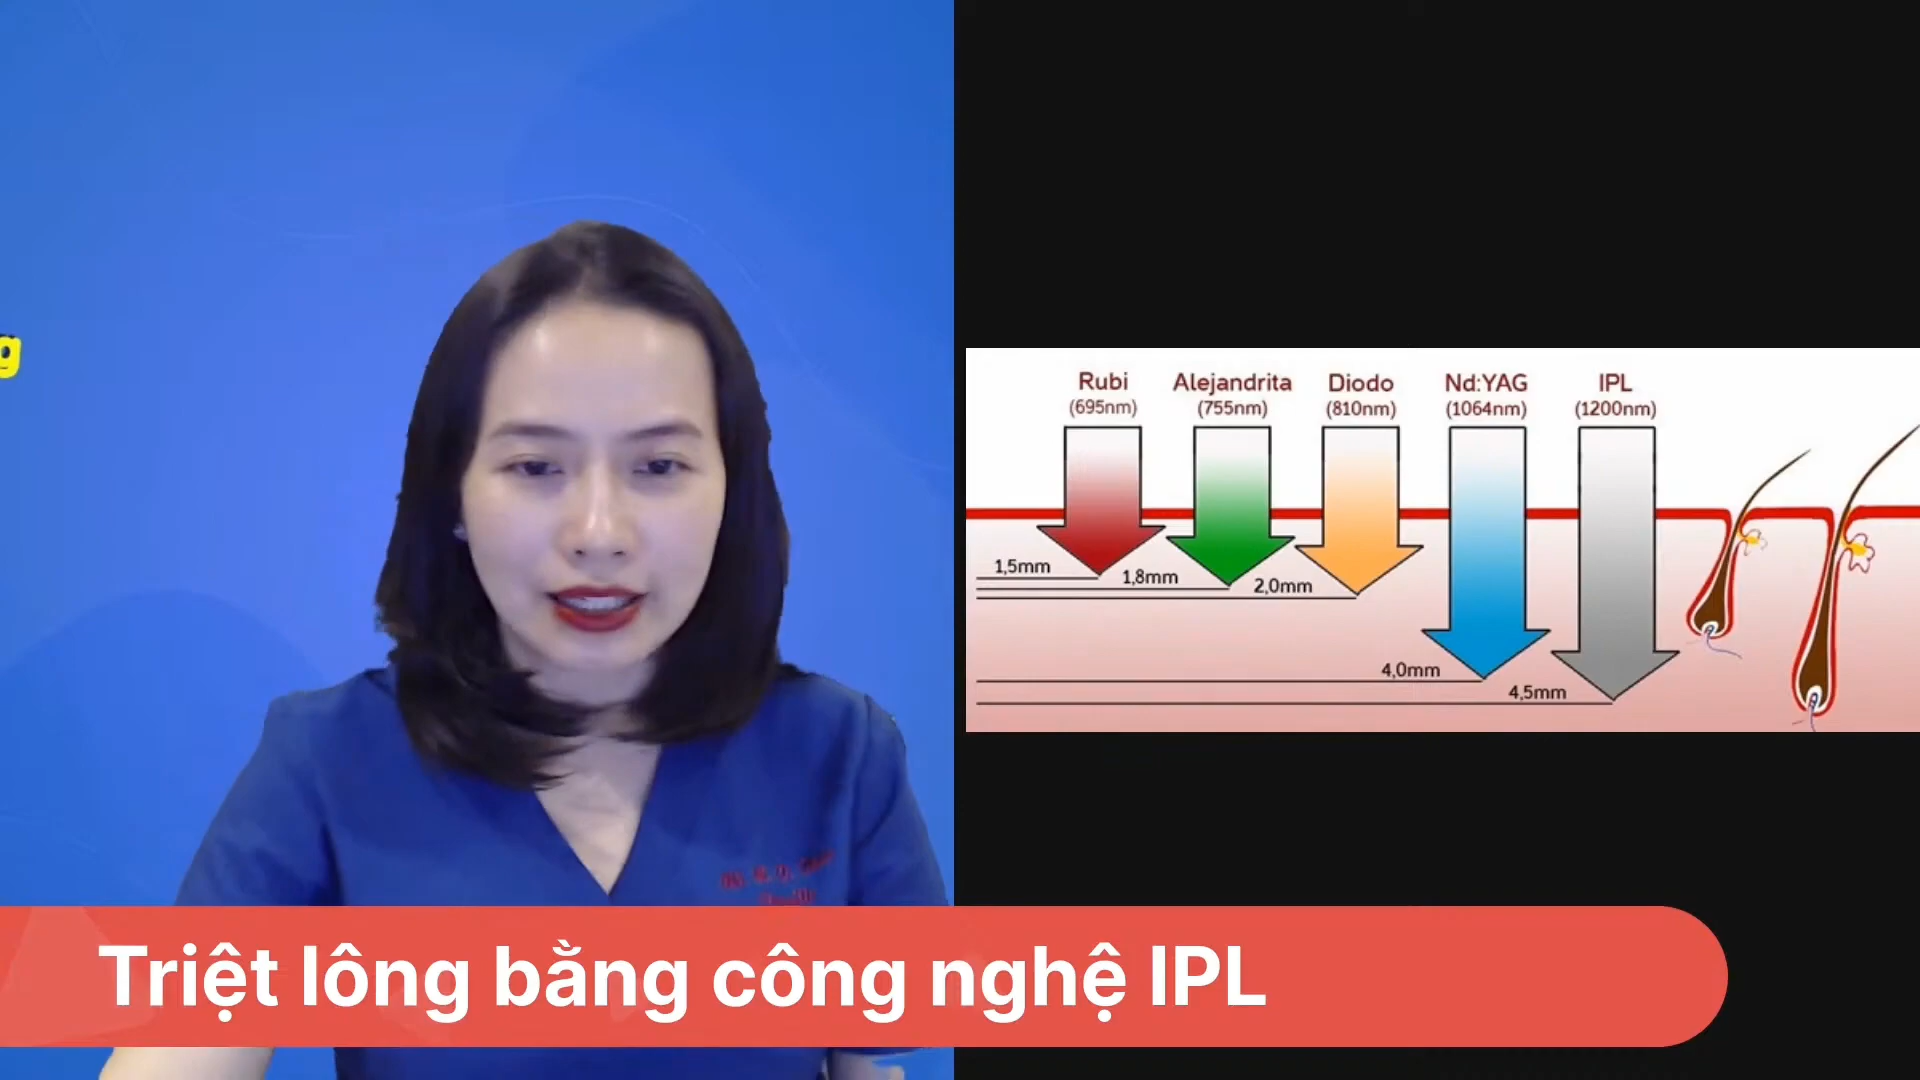 g
Rubi
(695nm)
Alejandrita
(755nm)
Diodo
(810nm)
Nd:YAG
(1064nm)
IPL
(1200nm)
1,5mm
1,8mm
2,0mm
4,0mm
4,5mm
Triệt lông bằng công nghệ IPL